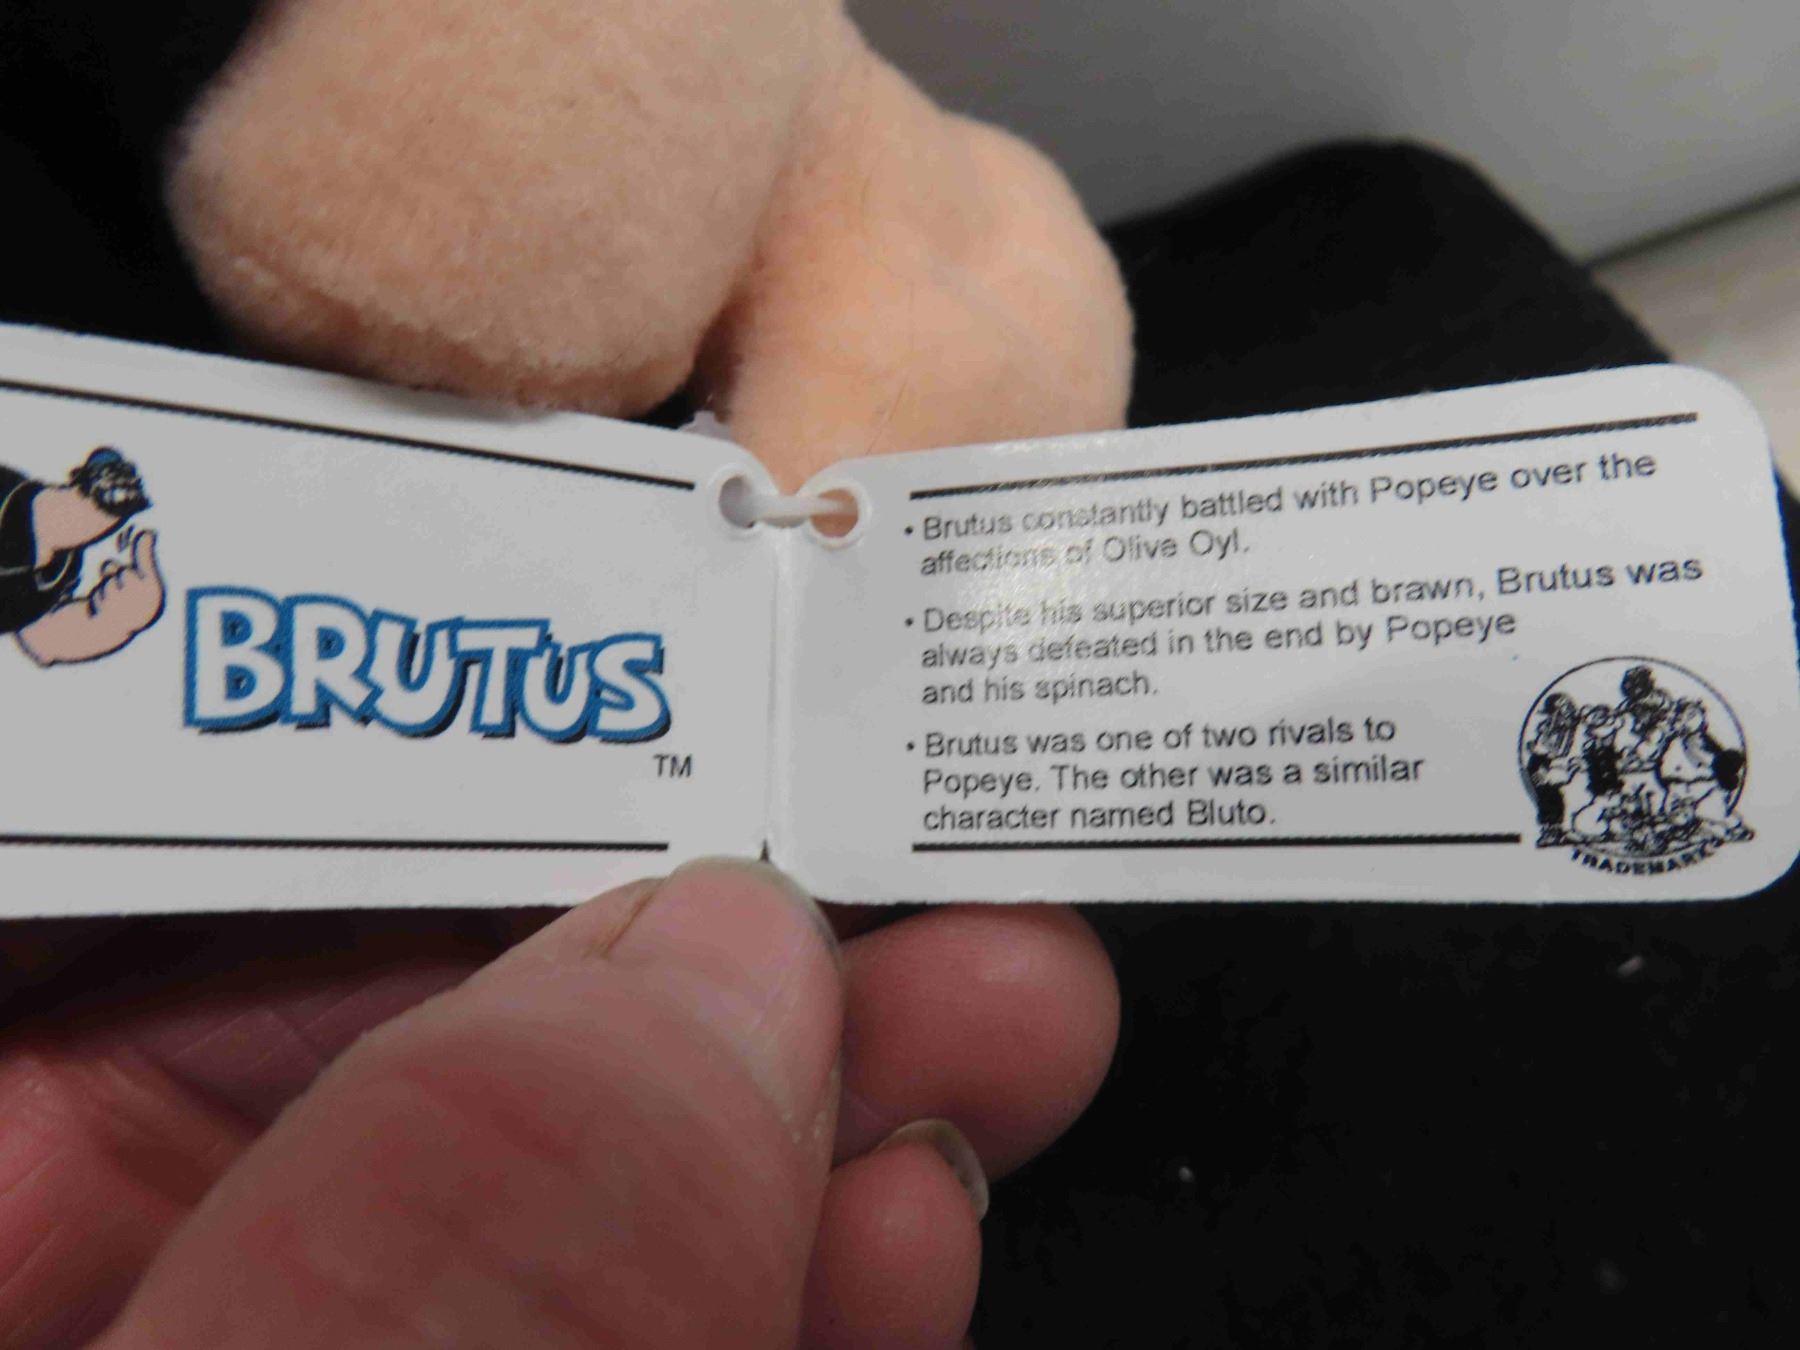 BRUTUS
TM
• Brutus constantly battled with Popeye over the
affections of Olive Oyl.
• Despite his superior size and brawn, Brutus was
always defeated in the end by Popeye
and his spinach.
• Brutus was one of two rivals to
Popeye. The other was a similar
character named Bluto.
TRADEMARK